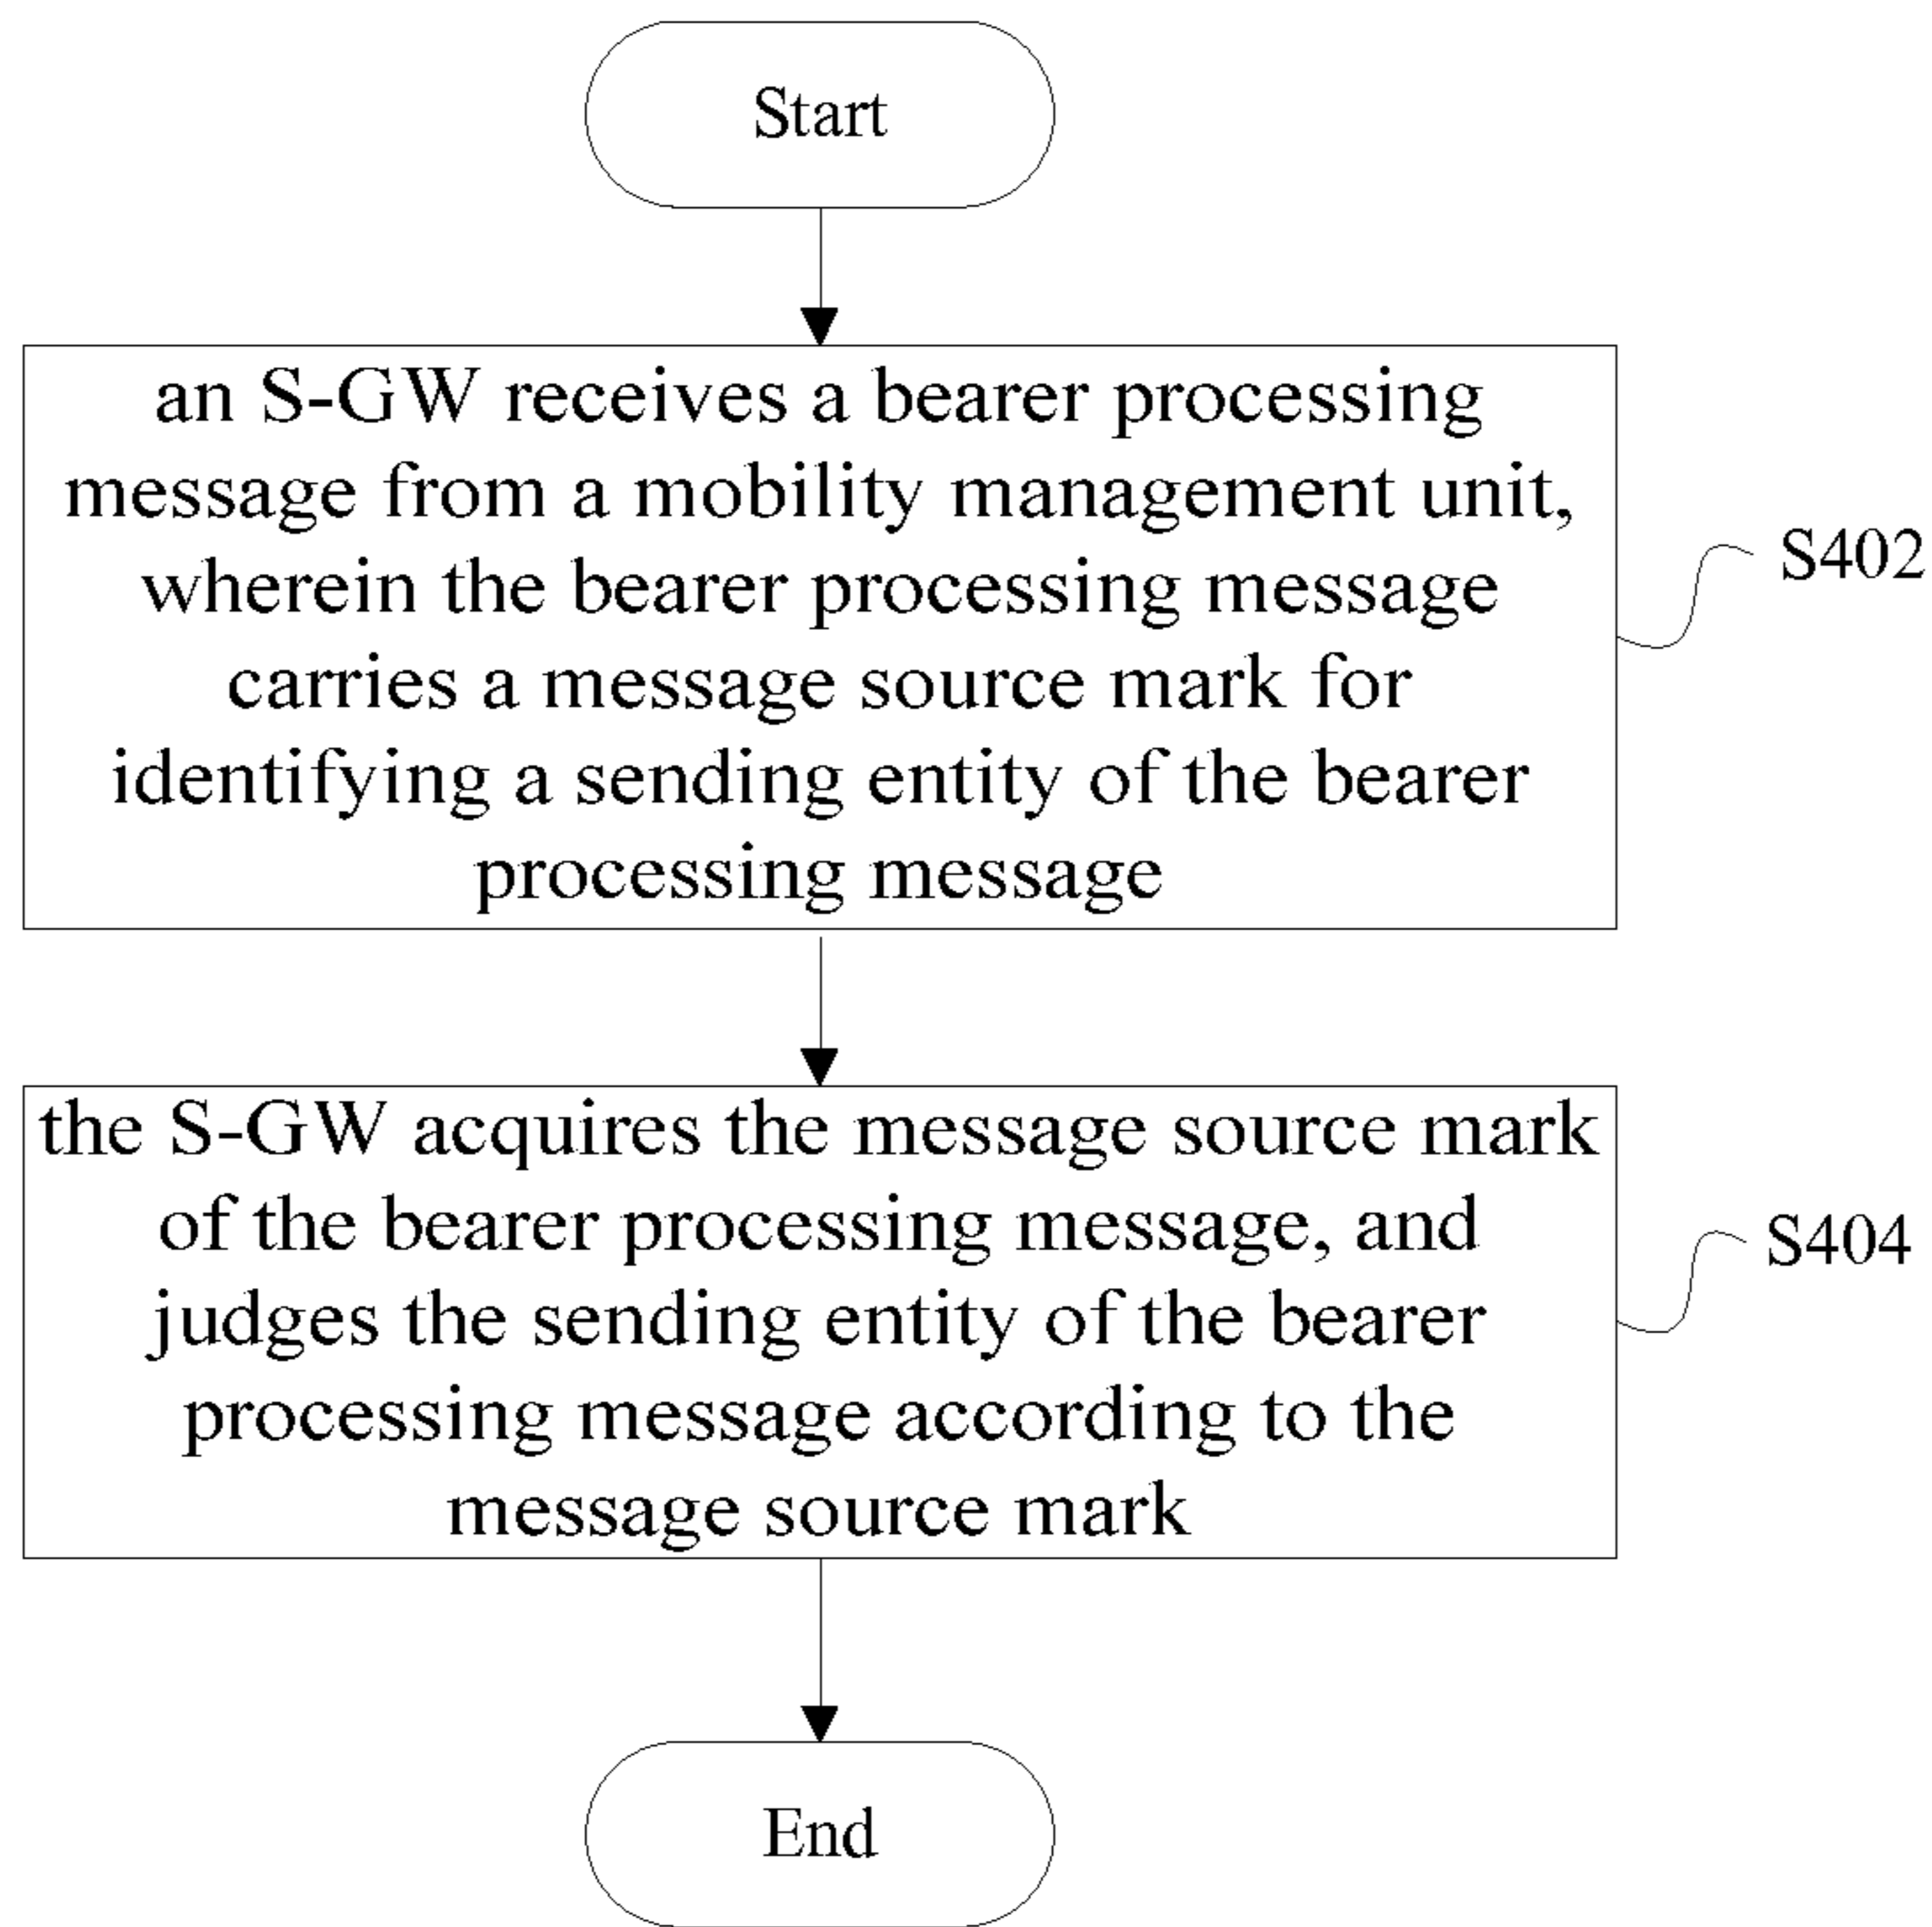 Start
an S-GW receives a bearer processing
message from a mobility management unit,
wherein the bearer processing message
carries a message source mark for
identifying a sending entity of the bearer
processing message
S402
the S-GW acquires the message source mark
of the bearer processing message, and
judges the sending entity of the bearer
processing message according to the
message source mark
S404
End